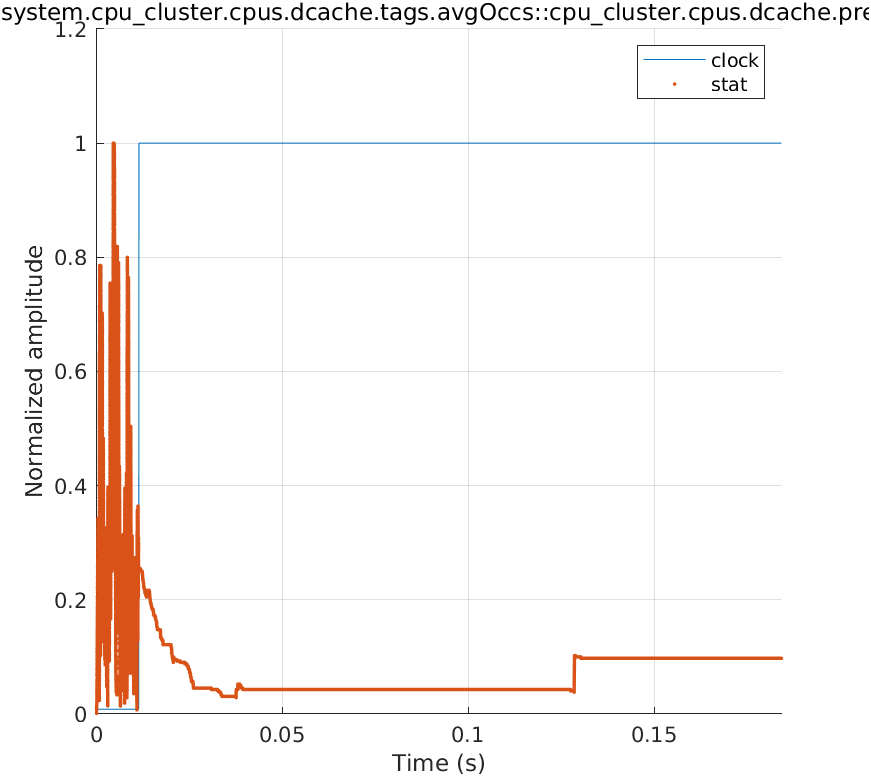 system.cpu_cluster.cpus.dcache.tags.avgOccs::cpu_cluster.cpus.dcache.pre
1.2
1
0.8
0.6
0.4
0.2
0
0
0.05
0.1
0.15
Normalized amplitude
Time (s)
clock
stat